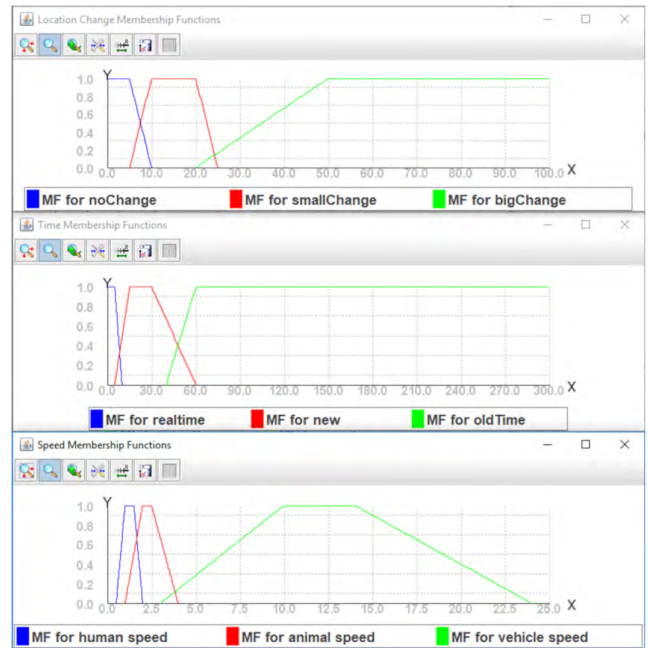 Location Change Membership Functions
Y
1.0
0.8
0.6
0.4
0.2
0.0
0.0 10.0 20.0 30.0 40.0 50.0 60.0 70.0 80.0 90.0 100.0 X
MF for noChange MF for smallChange MF for bigChange
Time Membership Functions
Y
1.0
0.8
0.6
0.4
0.2
0.0
0.0 30.0 60.0 90.0 120.0 150.0 180.0 210.0 240.0 270.0 300.0 X
MF for realtime MF for new MF for oldTime
Speed Membership Functions
Y
1.0
0.8
0.6
0.4
0.2
0.0
0.0 2.5 5.0 7.5 10.0 12.5 15.0 17.5 20.0 22.5 25.0 X
MF for human speed MF for animal speed MF for vehicle speed